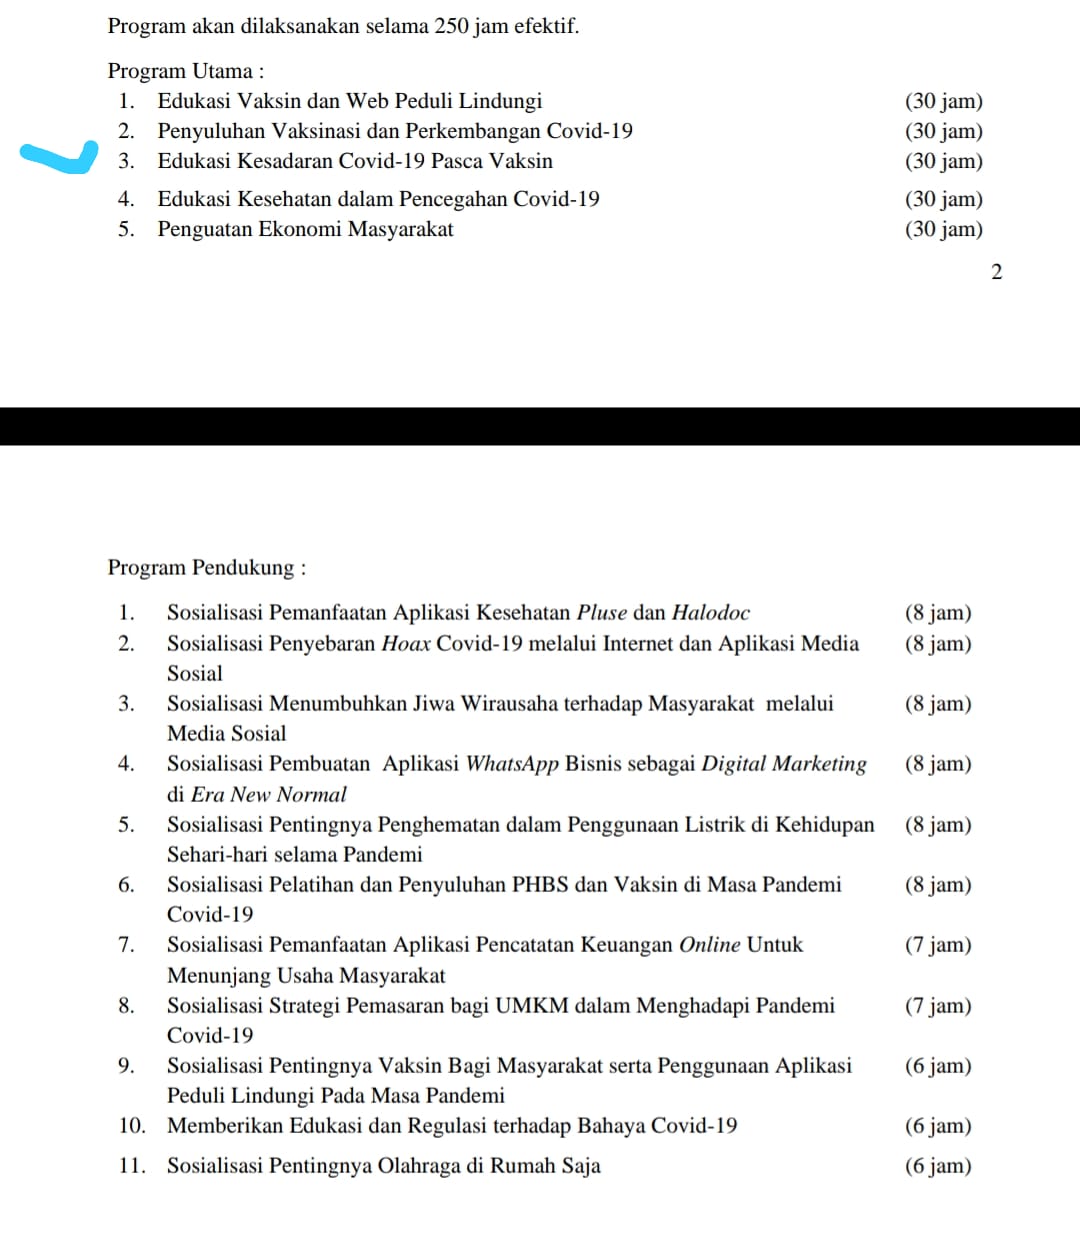 Program akan dilaksanakan selama 250 jam efektif.
Program Utama :
1. Edukasi Vaksin dan Web Peduli Lindungi (30 jam)
2. Penyuluhan Vaksinasi dan Perkembangan Covid-19 (30 jam)
3. Edukasi Kesadaran Covid-19 Pasca Vaksin (30 jam)
4. Edukasi Kesehatan dalam Pencegahan Covid-19 (30 jam)
5. Penguatan Ekonomi Masyarakat (30 jam)
2
Program Pendukung :
1. Sosialisasi Pemanfaatan Aplikasi Kesehatan Pluse dan Halodoc (8 jam)
2. Sosialisasi Penyebaran Hoax Covid-19 melalui Internet dan Aplikasi Media (8 jam)
Sosial
3. Sosialisasi Menumbuhkan Jiwa Wirausaha terhadap Masyarakat melalui (8 jam)
Media Sosial
4. Sosialisasi Pembuatan Aplikasi WhatsApp Bisnis sebagai Digital Marketing (8 jam)
di Era New Normal
5. Sosialisasi Pentingnya Penghematan dalam Penggunaan Listrik di Kehidupan (8 jam)
Sehari-hari selama Pandemi
6. Sosialisasi Pelatihan dan Penyuluhan PHBS dan Vaksin di Masa Pandemi (8 jam)
Covid-19
7. Sosialisasi Pemanfaatan Aplikasi Pencatatan Keuangan Online Untuk (7 jam)
Menunjang Usaha Masyarakat
8. Sosialisasi Strategi Pemasaran bagi UMKM dalam Menghadapi Pandemi (7 jam)
Covid-19
9. Sosialisasi Pentingnya Vaksin Bagi Masyarakat serta Penggunaan Aplikasi (6 jam)
Peduli Lindungi Pada Masa Pandemi
10. Memberikan Edukasi dan Regulasi terhadap Bahaya Covid-19 (6 jam)
11. Sosialisasi Pentingnya Olahraga di Rumah Saja (6 jam)